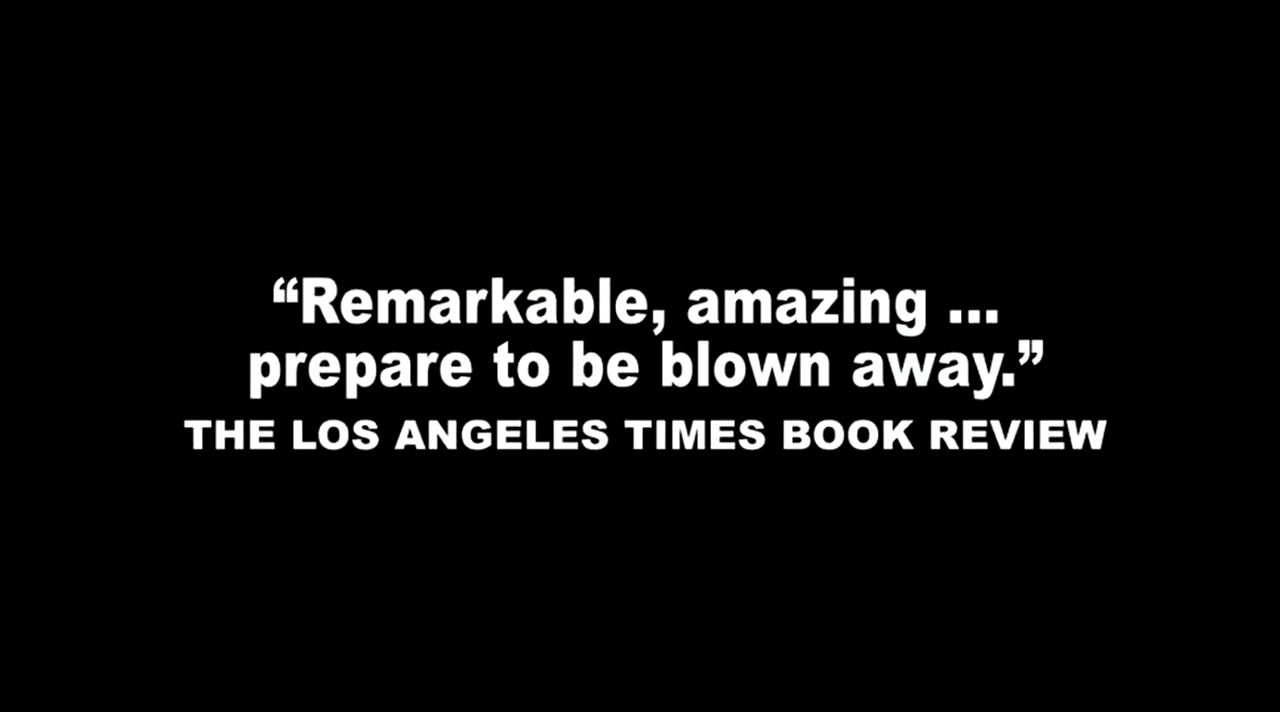 “Remarkable, amazing ...
prepare to be blown away.”
THE LOS ANGELES TIMES BOOK REVIEW